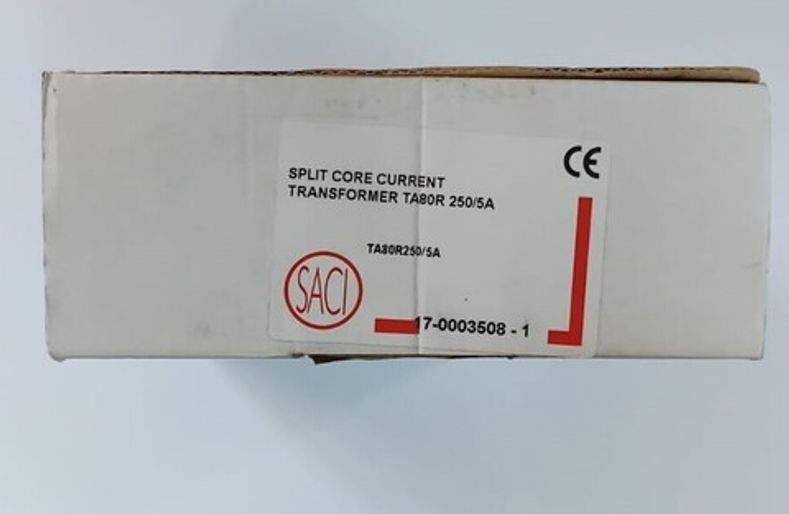 CE
SPLIT CORE CURRENT
TRANSFORMER TA80R 250/5A
TA80R250/5A
SACI
17-0003508 - 1